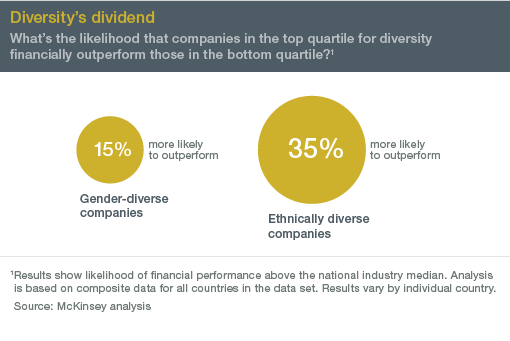 Diversity's dividend
What's the likelihood that companies in the top quartile for diversity
financially outperform those in the bottom quartile?¹
15%
more likely
to outperform
Gender-diverse
companies
35%
more likely
to outperform
Ethnically diverse
companies
¹Results show likelihood of financial performance above the national industry median. Analysis
is based on composite data for all countries in the data set. Results vary by individual country.
Source: McKinsey analysis